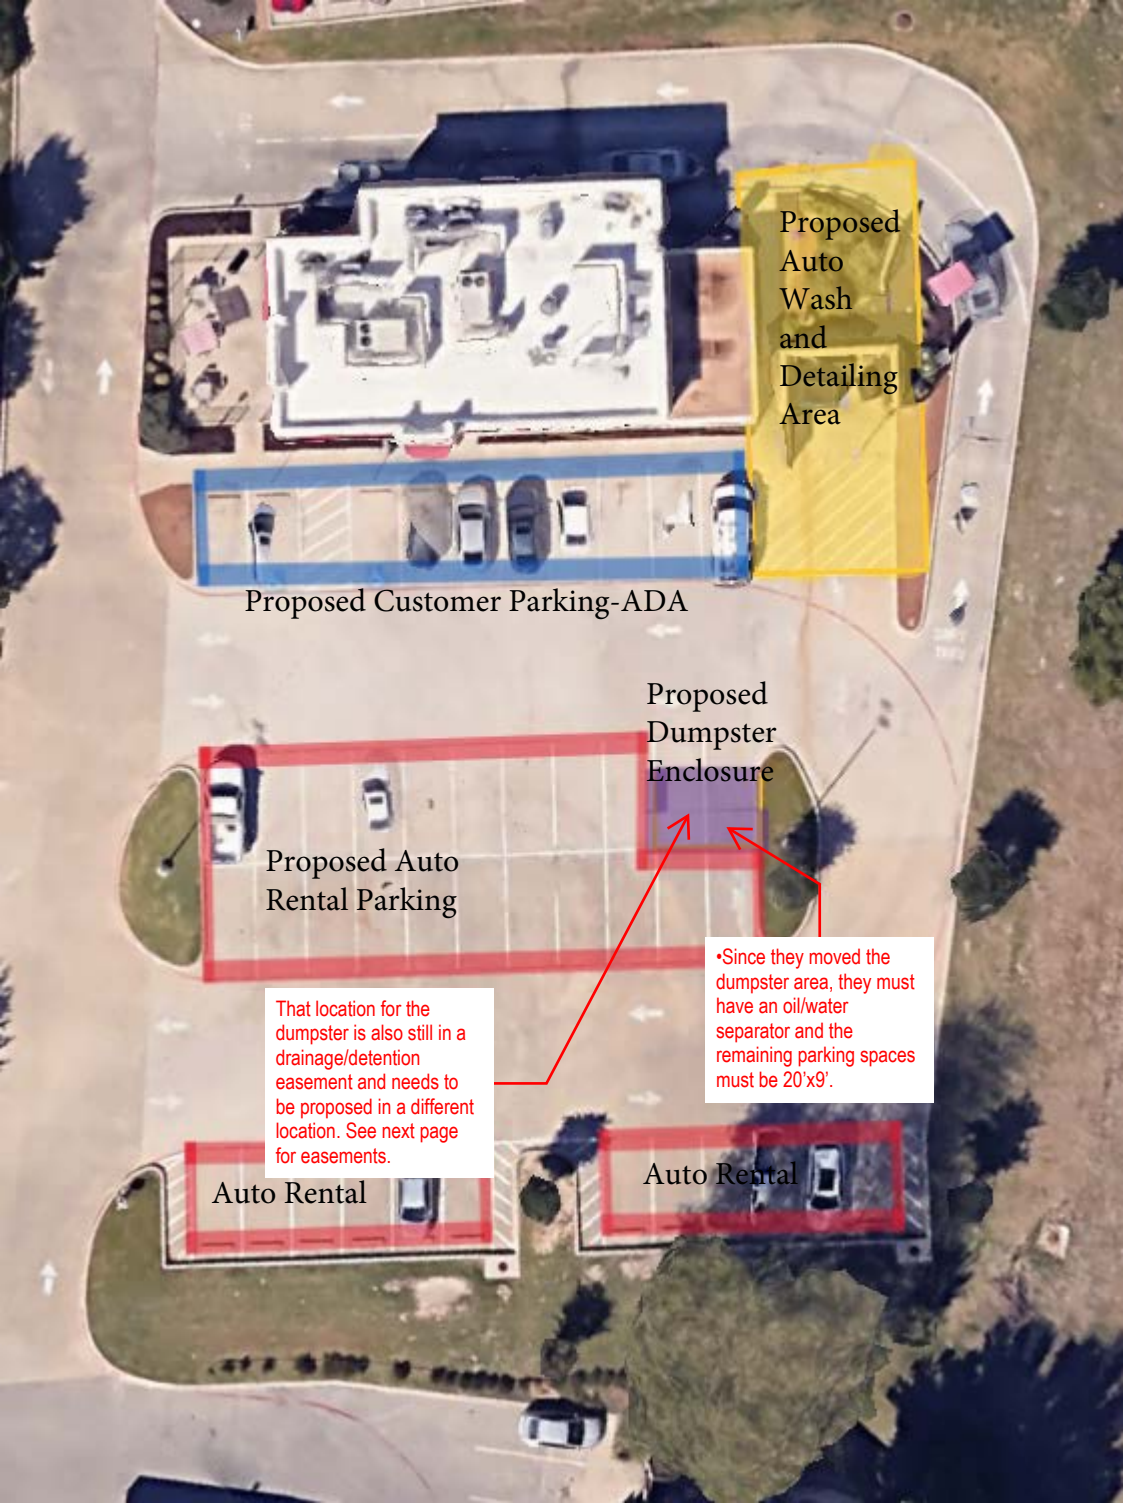 Proposed
Auto
Wash
and
Detailing
Area
Proposed Customer Parking-ADA
Proposed
Dumpster
Enclosure
Proposed Auto
Rental Parking
•Since they moved the
dumpster area, they must
have an oil/water
separator and the
remaining parking spaces
must be 20'x9'.
That location for the
dumpster is also still in a
drainage/detention
easement and needs to
be proposed in a different
location. See next page
for easements.
Auto Rental
Auto Rental